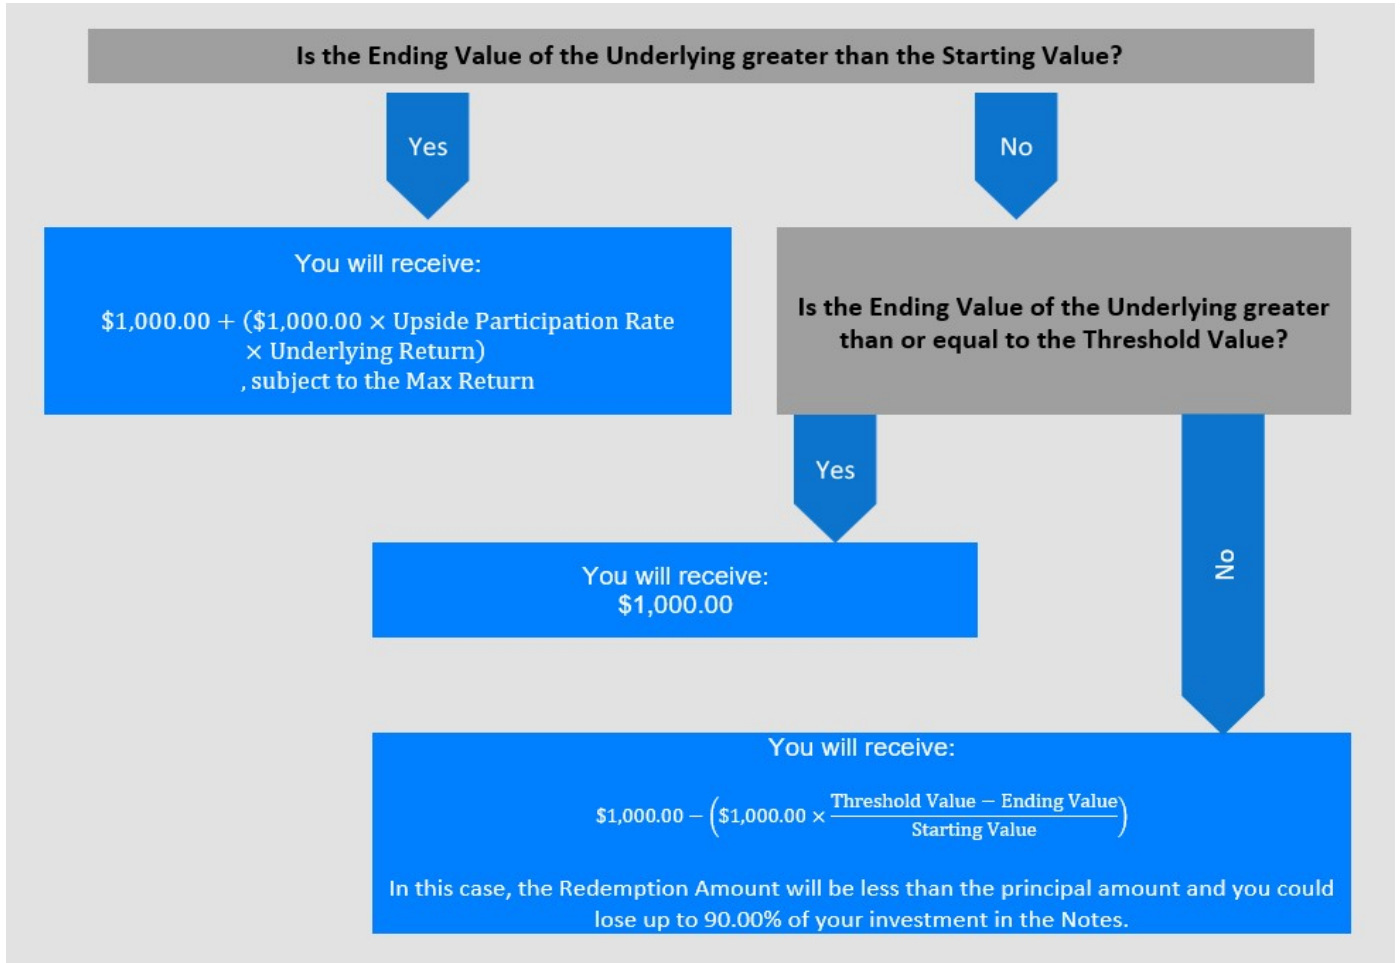 Is the Ending Value of the Underlying greater than the Starting Value?
Yes
No
You will receive:
$1,000.00 + ($1,000.00 × Upside Participation Rate
× Underlying Return)
, subject to the Max Return
Is the Ending Value of the Underlying greater
than or equal to the Threshold Value?
Yes
No
You will receive:
$1,000.00
You will receive:
$1,000.00 − ($1,000.00 × Threshold Value − Ending Value
Starting Value)
In this case, the Redemption Amount will be less than the principal amount and you could
lose up to 90.00% of your investment in the Notes.